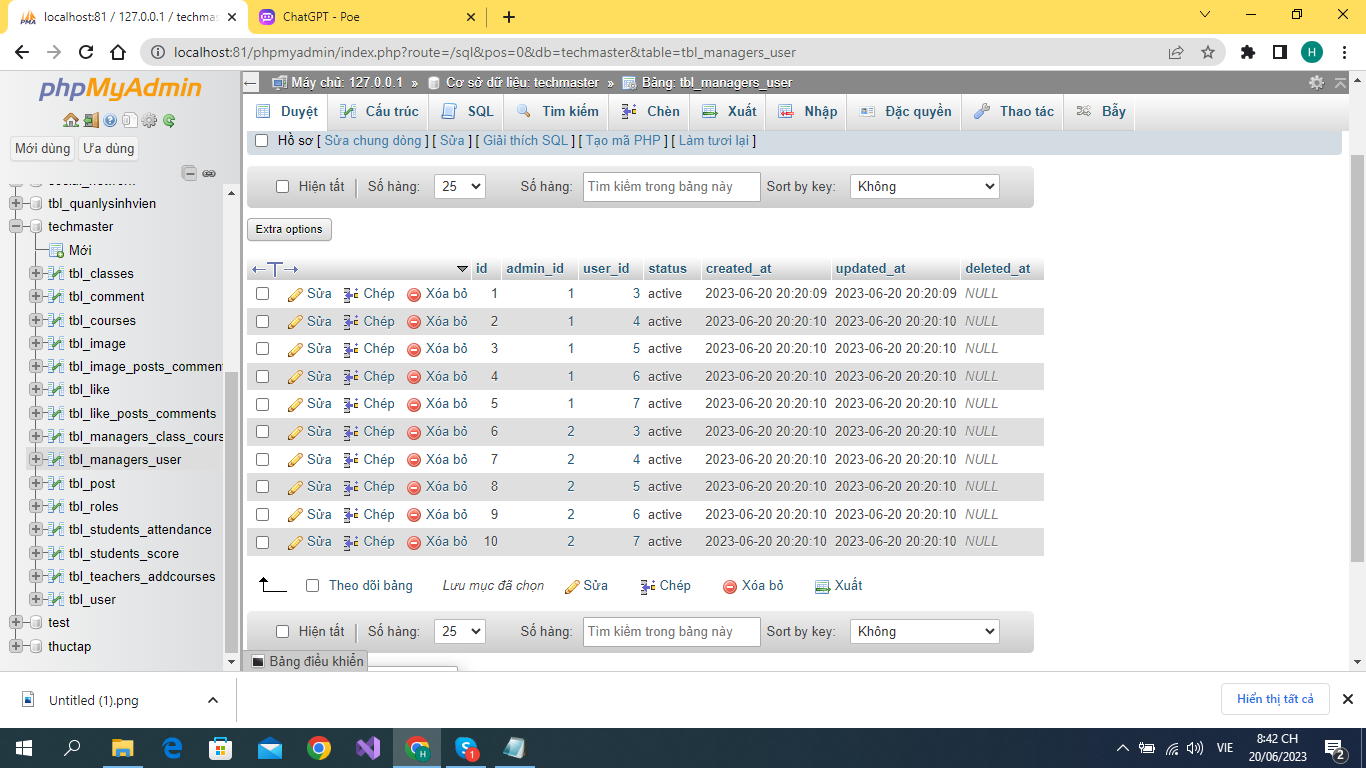 localhost:81 / 127.0.0.1 / techmas
ChatGPT - Poe
localhost:81/phpmyadmin/index.php?route=/sql&pos=0&db=techmaster&table=tbl_managers_user
H
phpMyAdmin
Mới dùng Ưa dùng
tbl_quanlysinhvien
techmaster
Mới
tbl_classes
tbl_comment
tbl_courses
tbl_image
tbl_image_posts_commen
tbl_like
tbl_like_posts_comments
tbl_managers_class_cours
tbl_managers_user
tbl_post
tbl_roles
tbl_students_attendance
tbl_students_score
tbl_teachers_addcourses
tbl_user
test
thuctap
Máy chủ: 127.0.0.1 » Cơ sở dữ liệu: techmaster » Bảng: tbl_managers_user
Duyệt Cấu trúc SQL Tìm kiếm Chèn Xuất Nhập Đặc quyền Thao tác Bẫy
Hồ sơ [ Sửa chung dòng ] [ Sửa ] [ Giải thích SQL ] [ Tạo mã PHP ] [ Làm tươi lại ]
Hiện tất Số hàng: 25 Số hàng: Tìm kiếm trong bảng này Sort by key: Không
Extra options
←T→ id admin_id user_id status created_at updated_at deleted_at
Sửa Chép Xóa bỏ 1 1 3 active 2023-06-20 20:20:09 2023-06-20 20:20:09 NULL
Sửa Chép Xóa bỏ 2 1 4 active 2023-06-20 20:20:10 2023-06-20 20:20:10 NULL
Sửa Chép Xóa bỏ 3 1 5 active 2023-06-20 20:20:10 2023-06-20 20:20:10 NULL
Sửa Chép Xóa bỏ 4 1 6 active 2023-06-20 20:20:10 2023-06-20 20:20:10 NULL
Sửa Chép Xóa bỏ 5 1 7 active 2023-06-20 20:20:10 2023-06-20 20:20:10 NULL
Sửa Chép Xóa bỏ 6 2 3 active 2023-06-20 20:20:10 2023-06-20 20:20:10 NULL
Sửa Chép Xóa bỏ 7 2 4 active 2023-06-20 20:20:10 2023-06-20 20:20:10 NULL
Sửa Chép Xóa bỏ 8 2 5 active 2023-06-20 20:20:10 2023-06-20 20:20:10 NULL
Sửa Chép Xóa bỏ 9 2 6 active 2023-06-20 20:20:10 2023-06-20 20:20:10 NULL
Sửa Chép Xóa bỏ 10 2 7 active 2023-06-20 20:20:10 2023-06-20 20:20:10 NULL
Theo dõi bảng Lưu mục đã chọn Sửa Chép Xóa bỏ Xuất
Hiện tất Số hàng: 25 Số hàng: Tìm kiếm trong bảng này Sort by key: Không
Bảng điều khiển
Untitled (1).png
Hiển thị tất cả
VIE
8:42 CH
20/06/2023